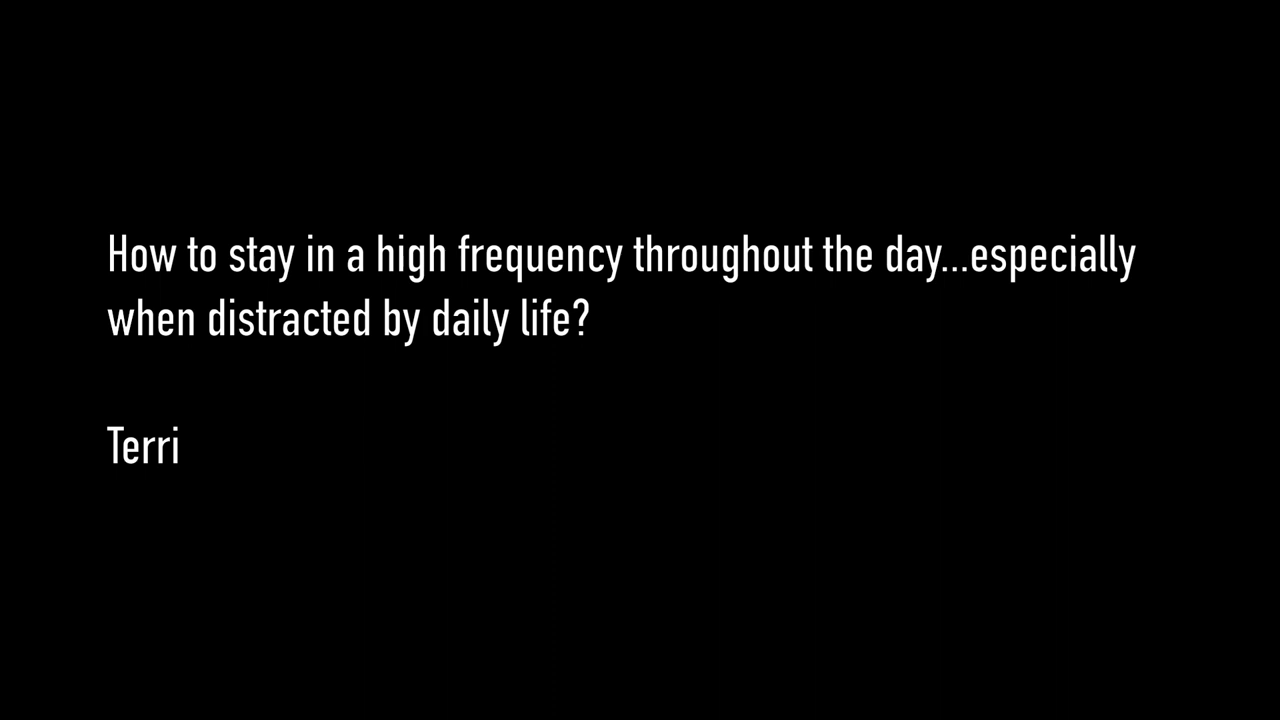 How to stay in a high frequency throughout the day...especially
when distracted by daily life?
Terri